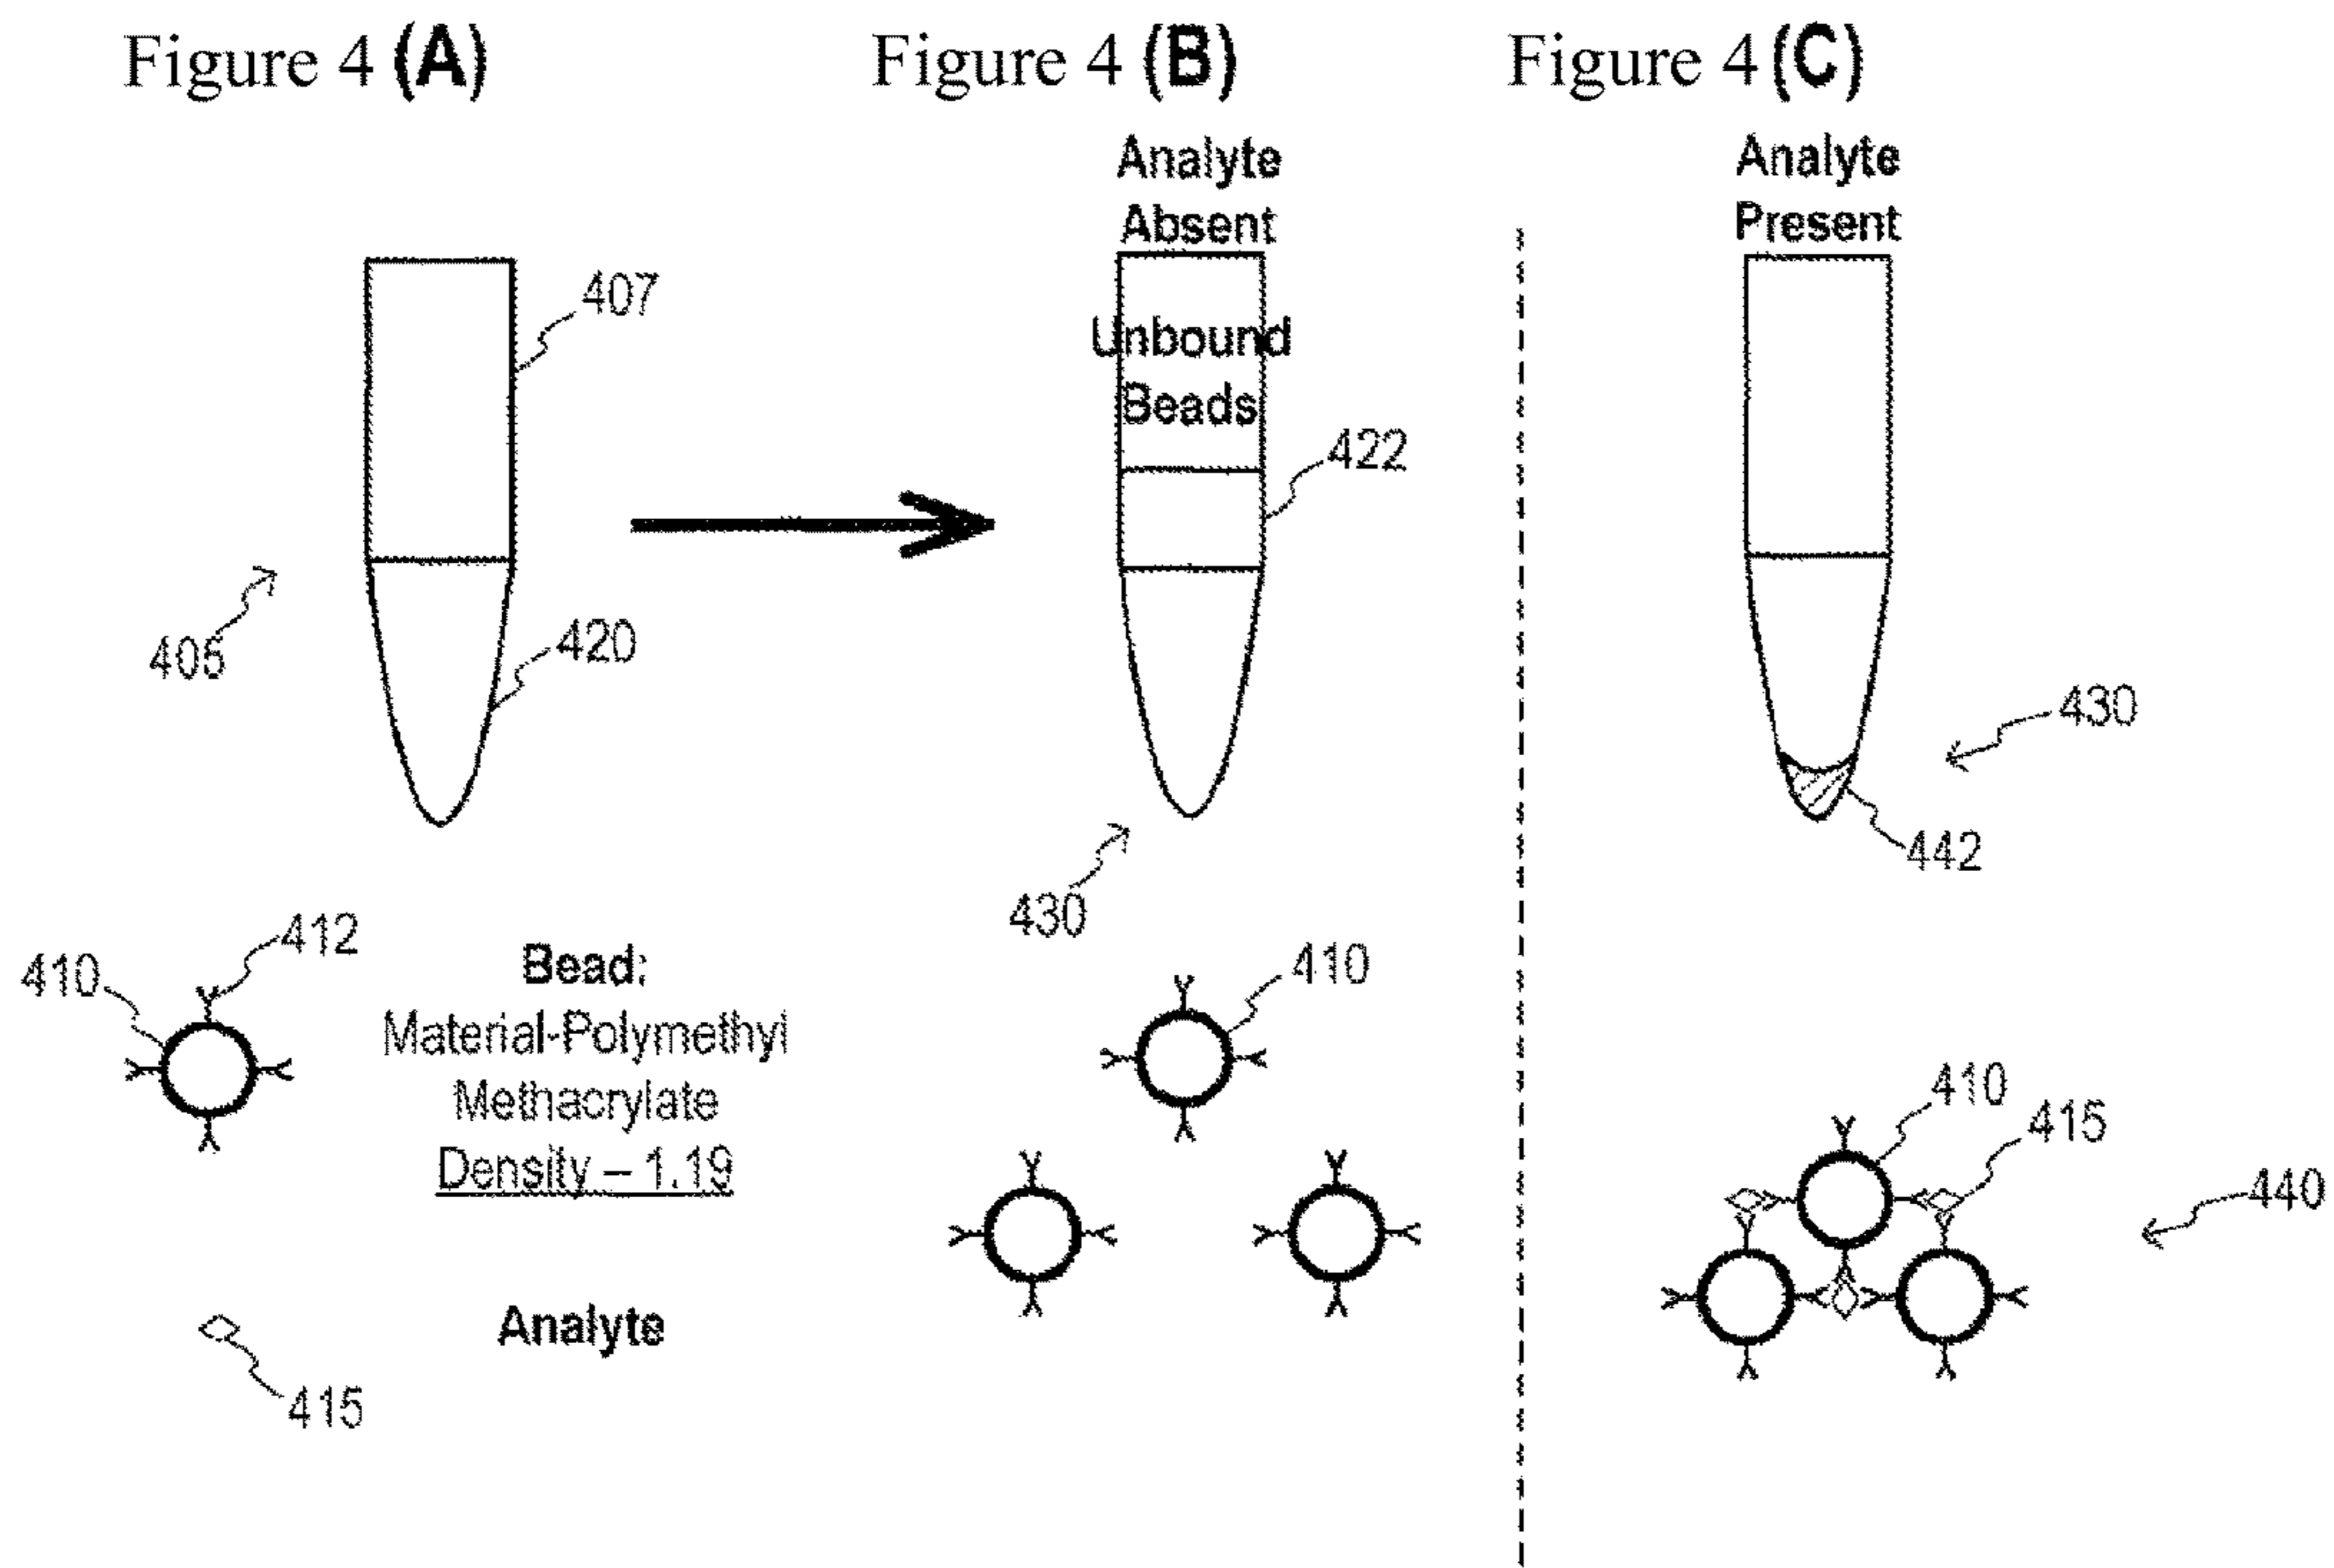 Figure 4 (A)
407
405
420
410
412
Bead:
Material-Polymethyl
Methacrylate
Density – 1.19
Analyte
415
Figure 4 (B)
Analyte
Absent
Unbound
Beads
422
430
410
Figure 4 (C)
Analyte
Present
430
442
410
415
440